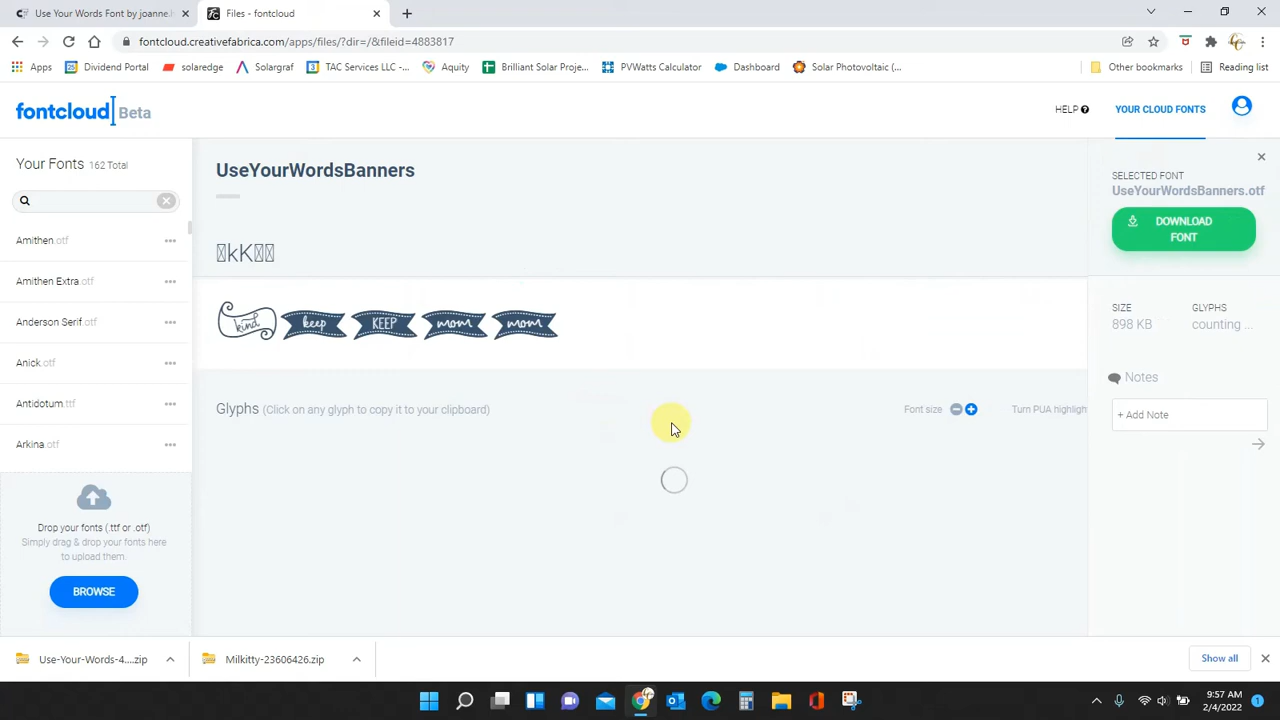 Use Your Words Font by joanne.
Files - fontcloud
fontcloud.creativefabrica.com/apps/files/?dir=/&fileid=4883817
Apps
Dividend Portal
solaredge
Solargraf
TAC Services LLC -...
Aequity
Brilliant Solar Proje...
PVWatts Calculator
Dashboard
Solar Photovoltaic (...
Other bookmarks
Reading list
fontcloud Beta
HELP
YOUR CLOUD FONTS
Your Fonts 162 Total
Amithen.otf
Amithen Extra.otf
Anderson Serif.otf
Anick.otf
Antidotum.ttf
Arkina.otf
Drop your fonts (.ttf or .otf)
Simply drag & drop your fonts here
to upload them.
BROWSE
UseYourWordsBanners
kK
kind keep KEEP mom mom
Glyphs (Click on any glyph to copy it to your clipboard)
Font size
Turn PUA highligh
SELECTED FONT
UseYourWordsBanners.otf
DOWNLOAD
FONT
SIZE
898 KB
GLYPHS
counting ...
Notes
+ Add Note
Use-Your-Words-4....zip
Milkitty-23606426.zip
Show all
9:57 AM
2/4/2022